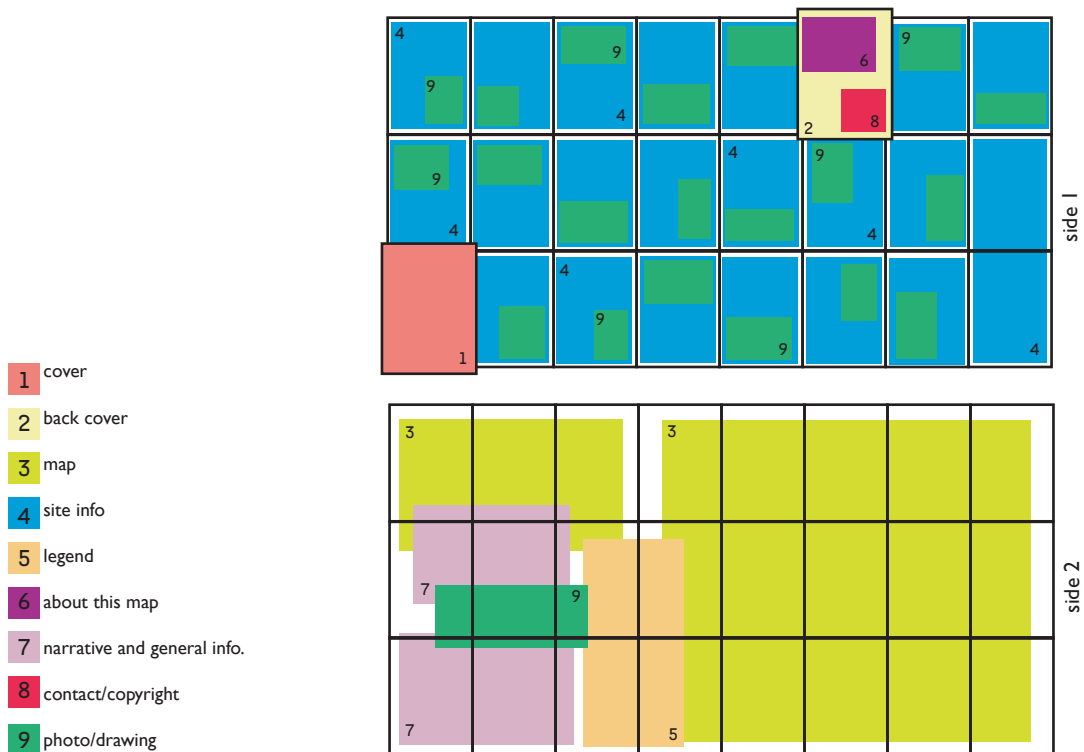 4
9
9
4
6
2
8
9
9
4
4
9
4
side 1
1
4
9
9
4
3
3
7
9
7
5
side 2
1 cover
2 back cover
3 map
4 site info
5 legend
6 about this map
7 narrative and general info.
8 contact/copyright
9 photo/drawing